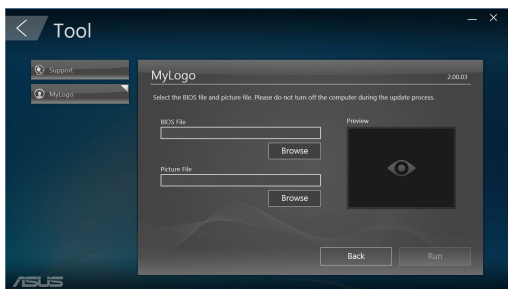 Tool
Support
MyLogo
MyLogo
2.00.03
Select the BIOS file and picture file. Please do not turn off the computer during the update process.
BIOS File
Browse
Picture File
Browse
Preview
Back
Run
ASUS